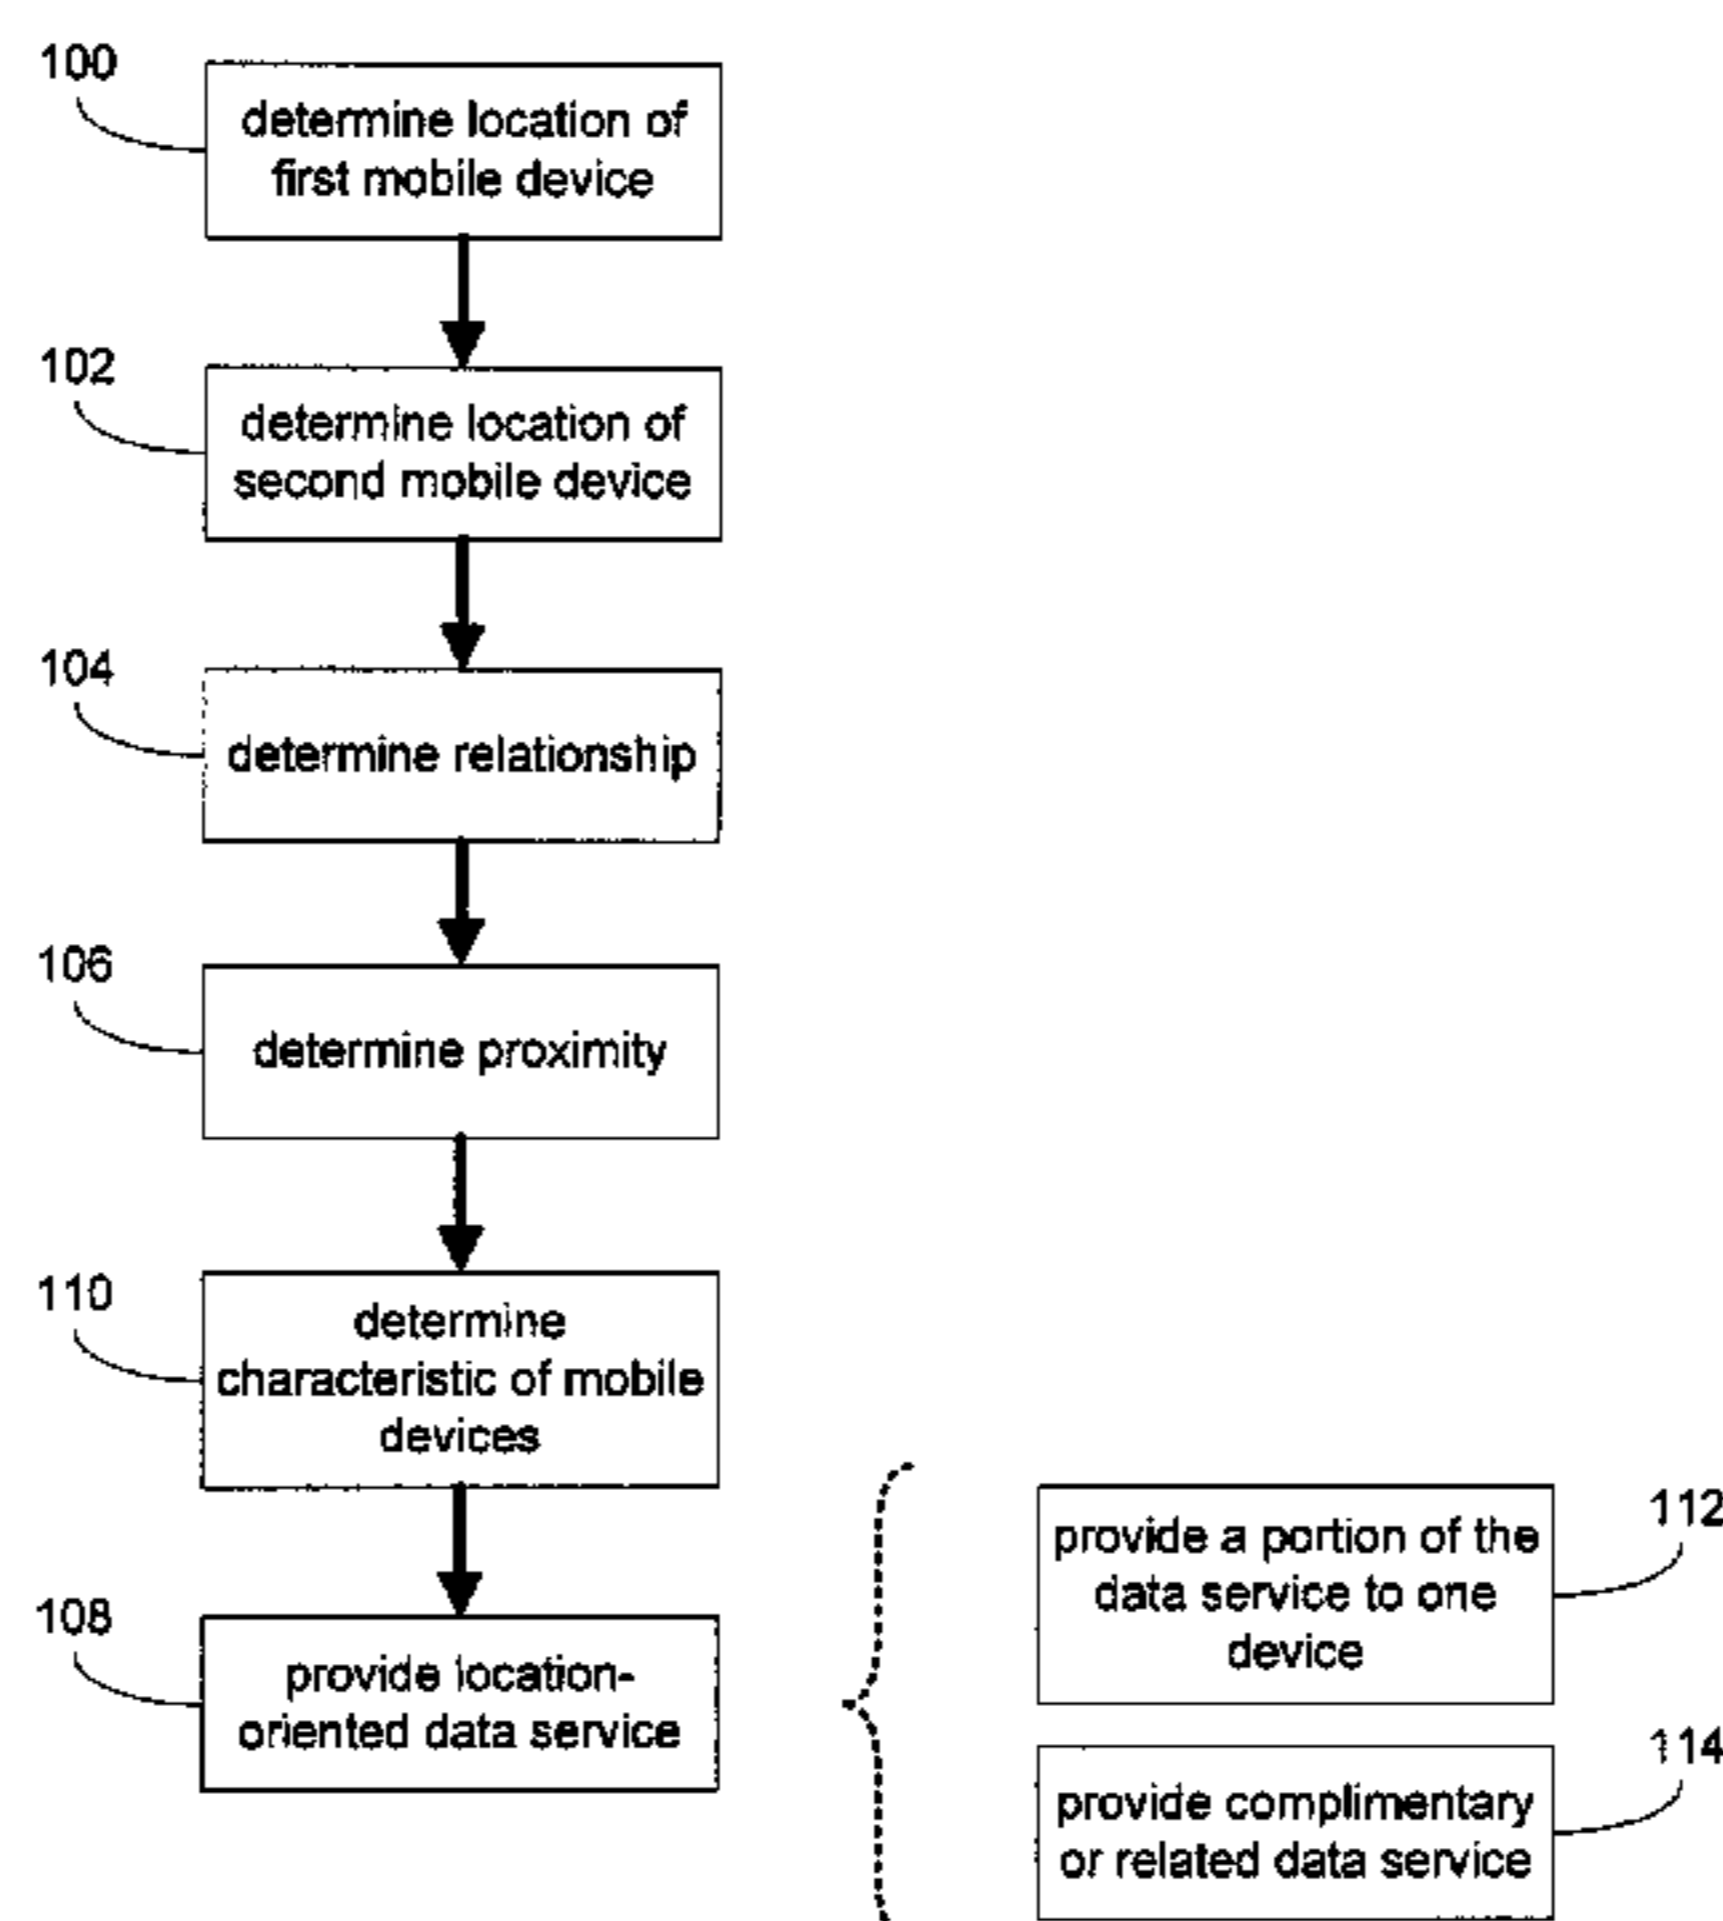 100
determine location of
first mobile device
102
determine location of
second mobile device
104
determine relationship
106
determine proximity
110
determine
characteristic of mobile
devices
108
provide location-
oriented data service
112
provide a portion of the
data service to one
device
114
provide complimentary
or related data service